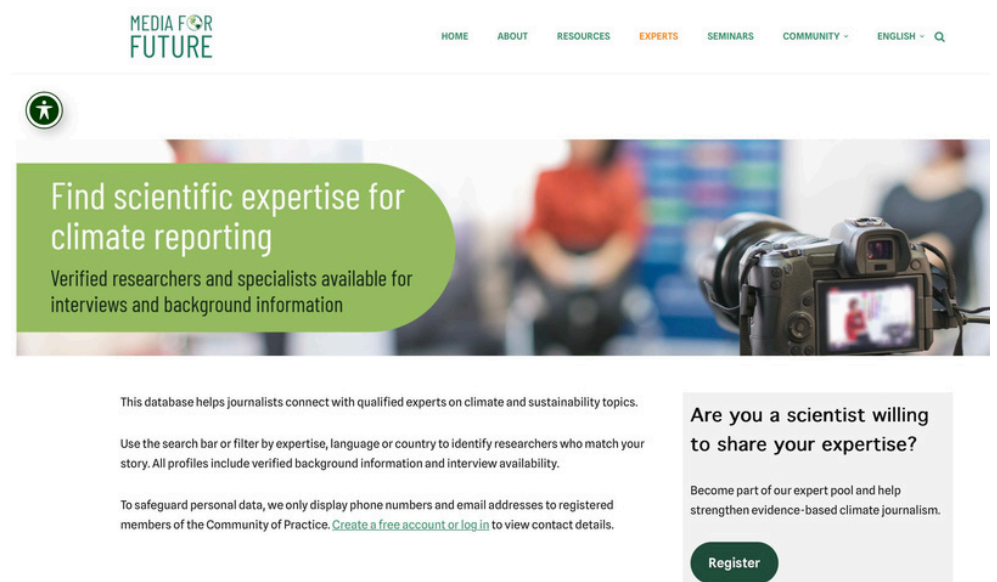 MEDIA FOR
FUTURE
HOME ABOUT RESOURCES EXPERTS SEMINARS COMMUNITY ENGLISH
Find scientific expertise for
climate reporting
Verified researchers and specialists available for
interviews and background information
This database helps journalists connect with qualified experts on climate and sustainability topics.
Use the search bar or filter by expertise, language or country to identify researchers who match your
story. All profiles include verified background information and interview availability.
To safeguard personal data, we only display phone numbers and email addresses to registered
members of the Community of Practice. Create a free account or log in to view contact details.
Are you a scientist willing
to share your expertise?
Become part of our expert pool and help
strengthen evidence-based climate journalism.
Register